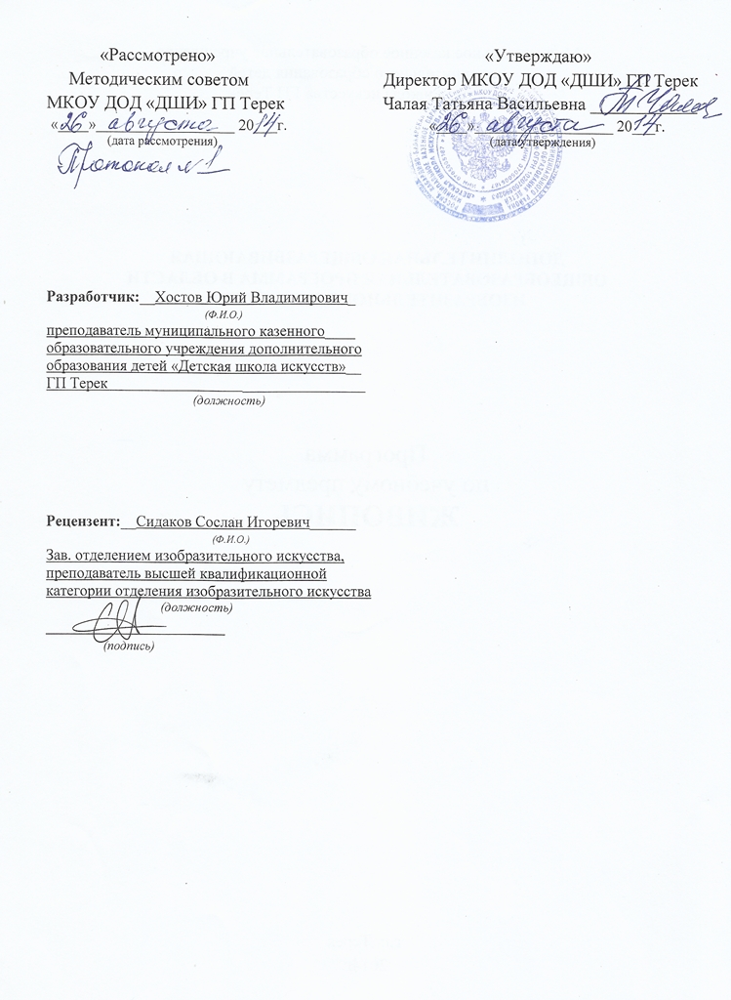 «Рассмотрено»
Методическим советом
МКОУ ДОД «ДШИ» ГП Терек
«26» августа 2014г.
(дата рассмотрения)
Протокол №1
«Утверждаю»
Директор МКОУ ДОД «ДШИ» ГП Терек
Чалая Татьяна Васильевна
«26» августа 2014г.
(дата утверждения)
Разработчик: Хостов Юрий Владимирович
(Ф.И.О.)
преподаватель муниципального казенного
образовательного учреждения дополнительного
образования детей «Детская школа искусств»
ГП Терек
(должность)
Рецензент: Сидаков Сослан Игоревич
(Ф.И.О.)
Зав. отделением изобразительного искусства,
преподаватель высшей квалификационной
категории отделения изобразительного искусства
(должность)
(подпись)